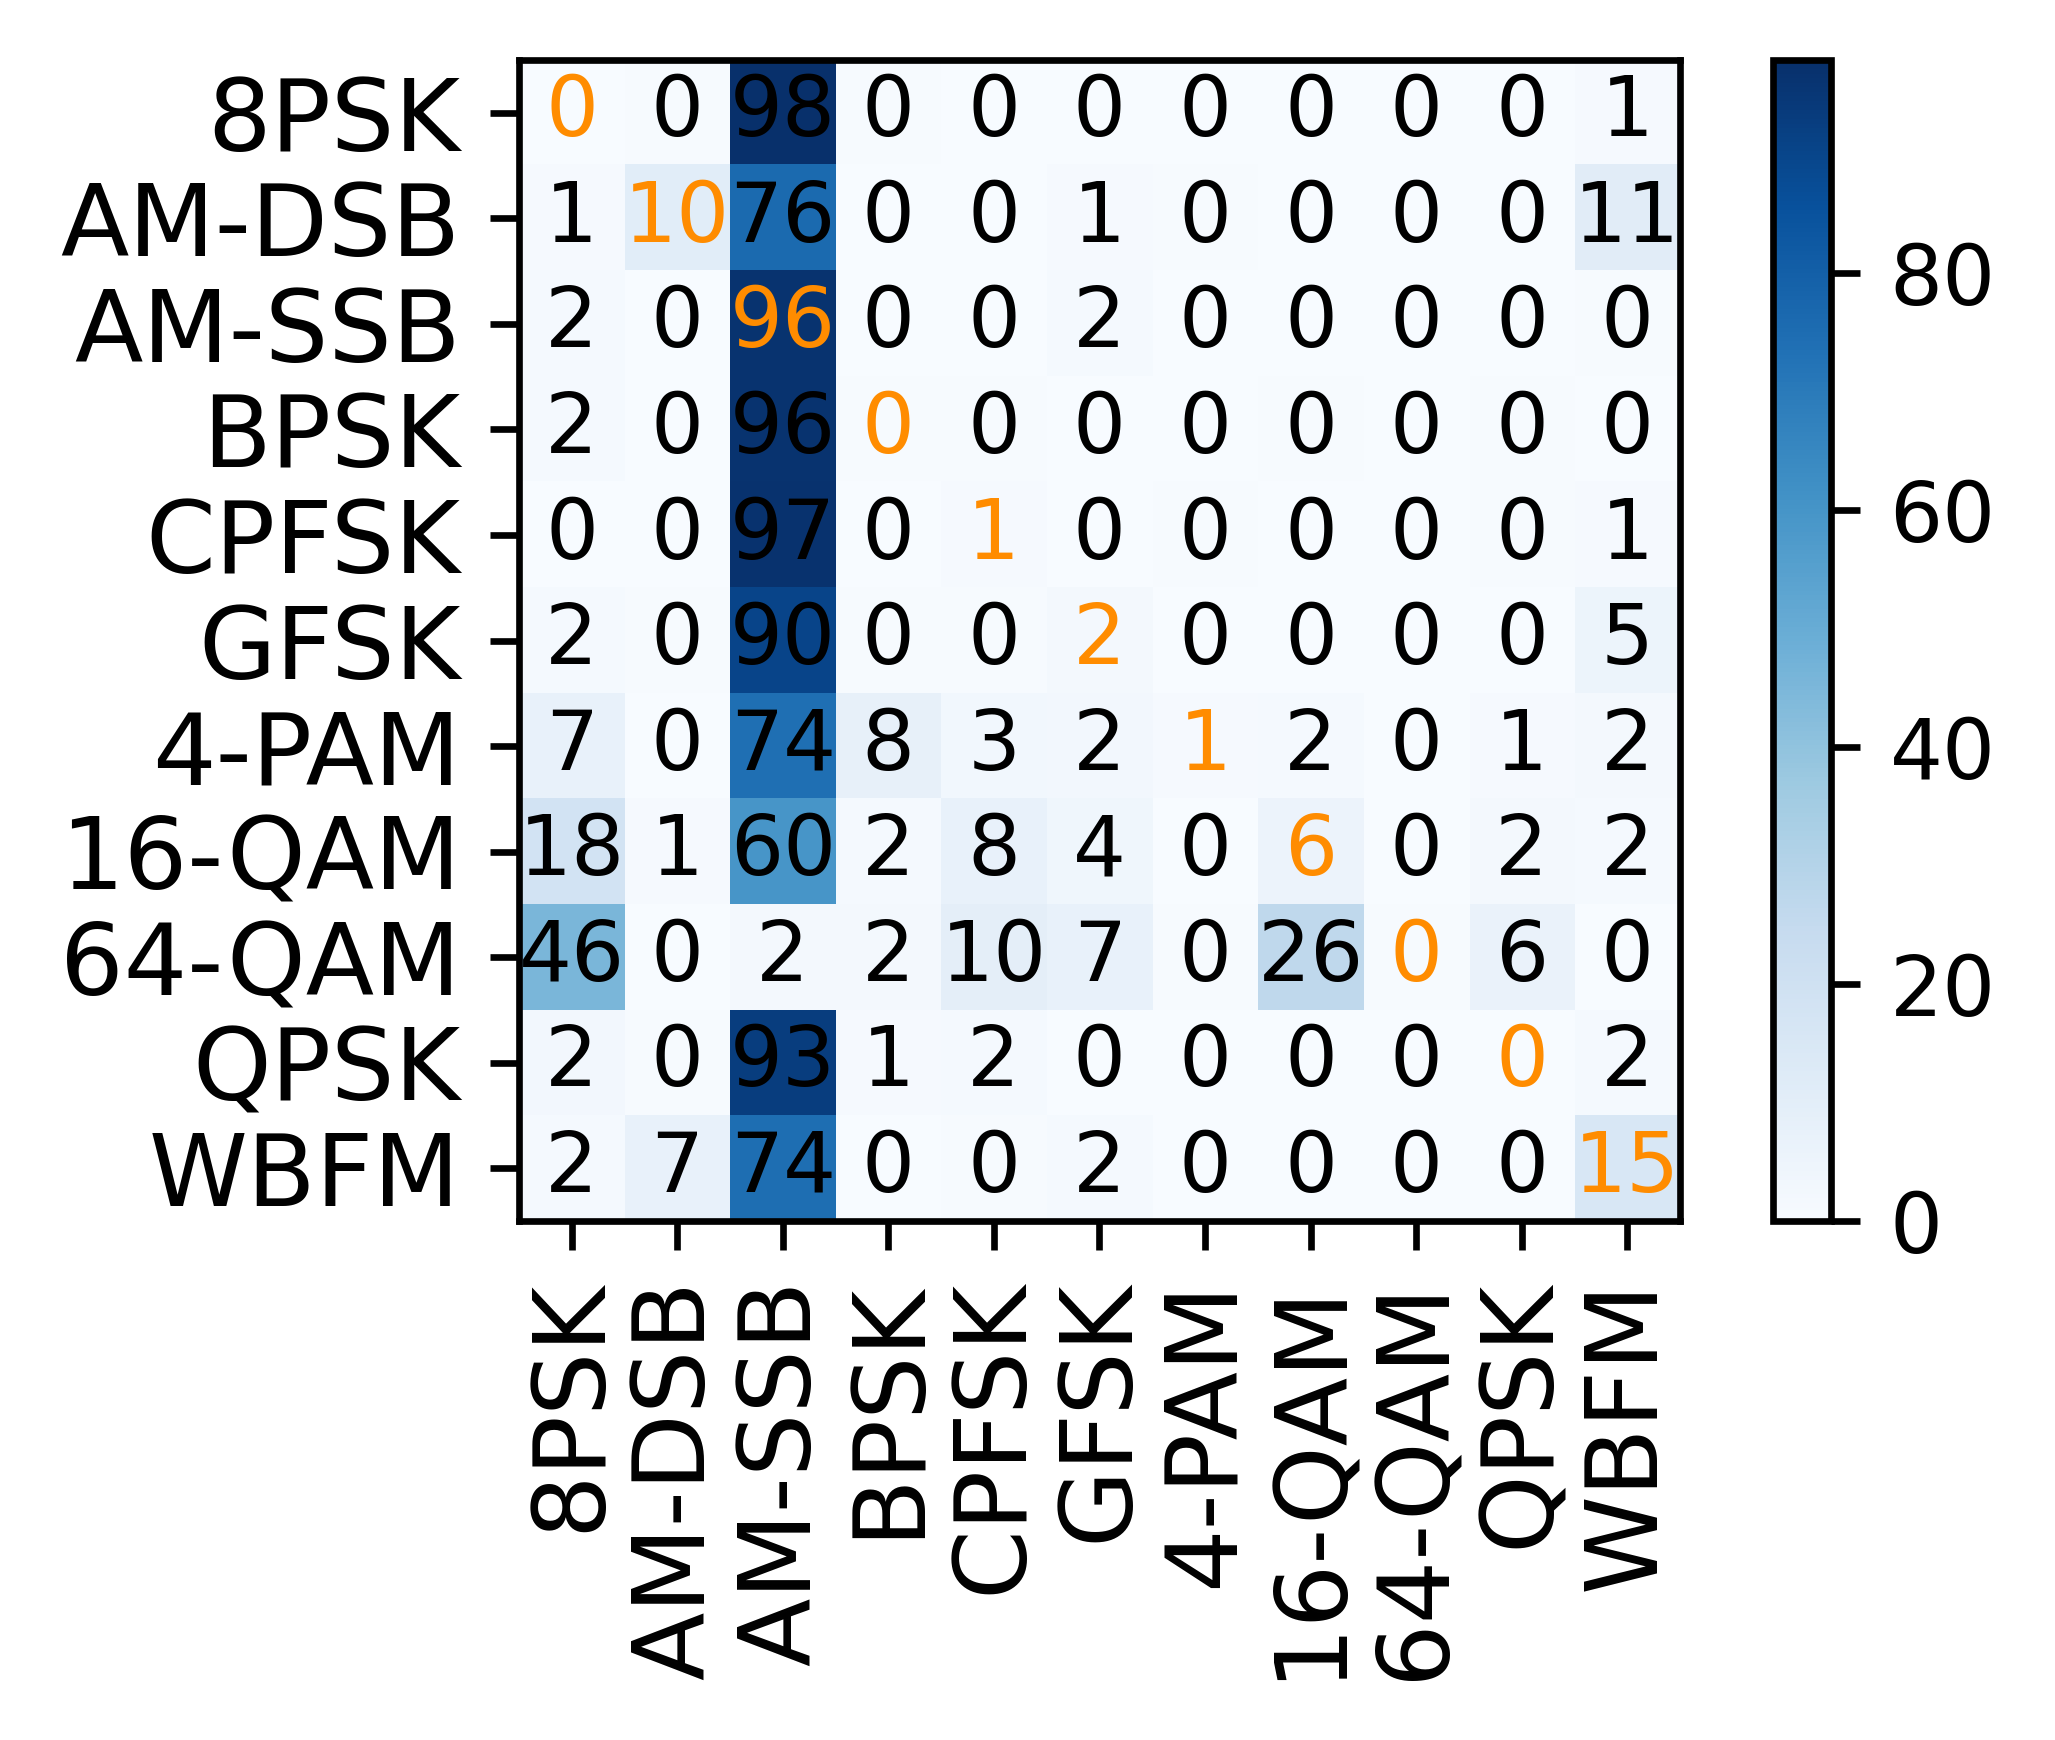 8PSK 0 0 98 0 0 0 0 0 0 0 1
AM-DSB 1 10 76 0 0 1 0 0 0 0 11
AM-SSB 2 0 96 0 0 2 0 0 0 0 0
BPSK 2 0 96 0 0 0 0 0 0 0 0
CPFSK 0 0 97 0 1 0 0 0 0 0 1
GFSK 2 0 90 0 0 2 0 0 0 0 5
4-PAM 7 0 74 8 3 2 1 2 0 1 2
16-QAM 18 1 60 2 8 4 0 6 0 2 2
64-QAM 46 0 2 2 10 7 0 26 0 6 0
QPSK 2 0 93 1 2 0 0 0 0 0 2
WBFM 2 7 74 0 0 2 0 0 0 0 15
8PSK
AM-DSB
AM-SSB
BPSK
CPFSK
GFSK
4-PAM
16-QAM
64-QAM
QPSK
WBFM
80
60
40
20
0